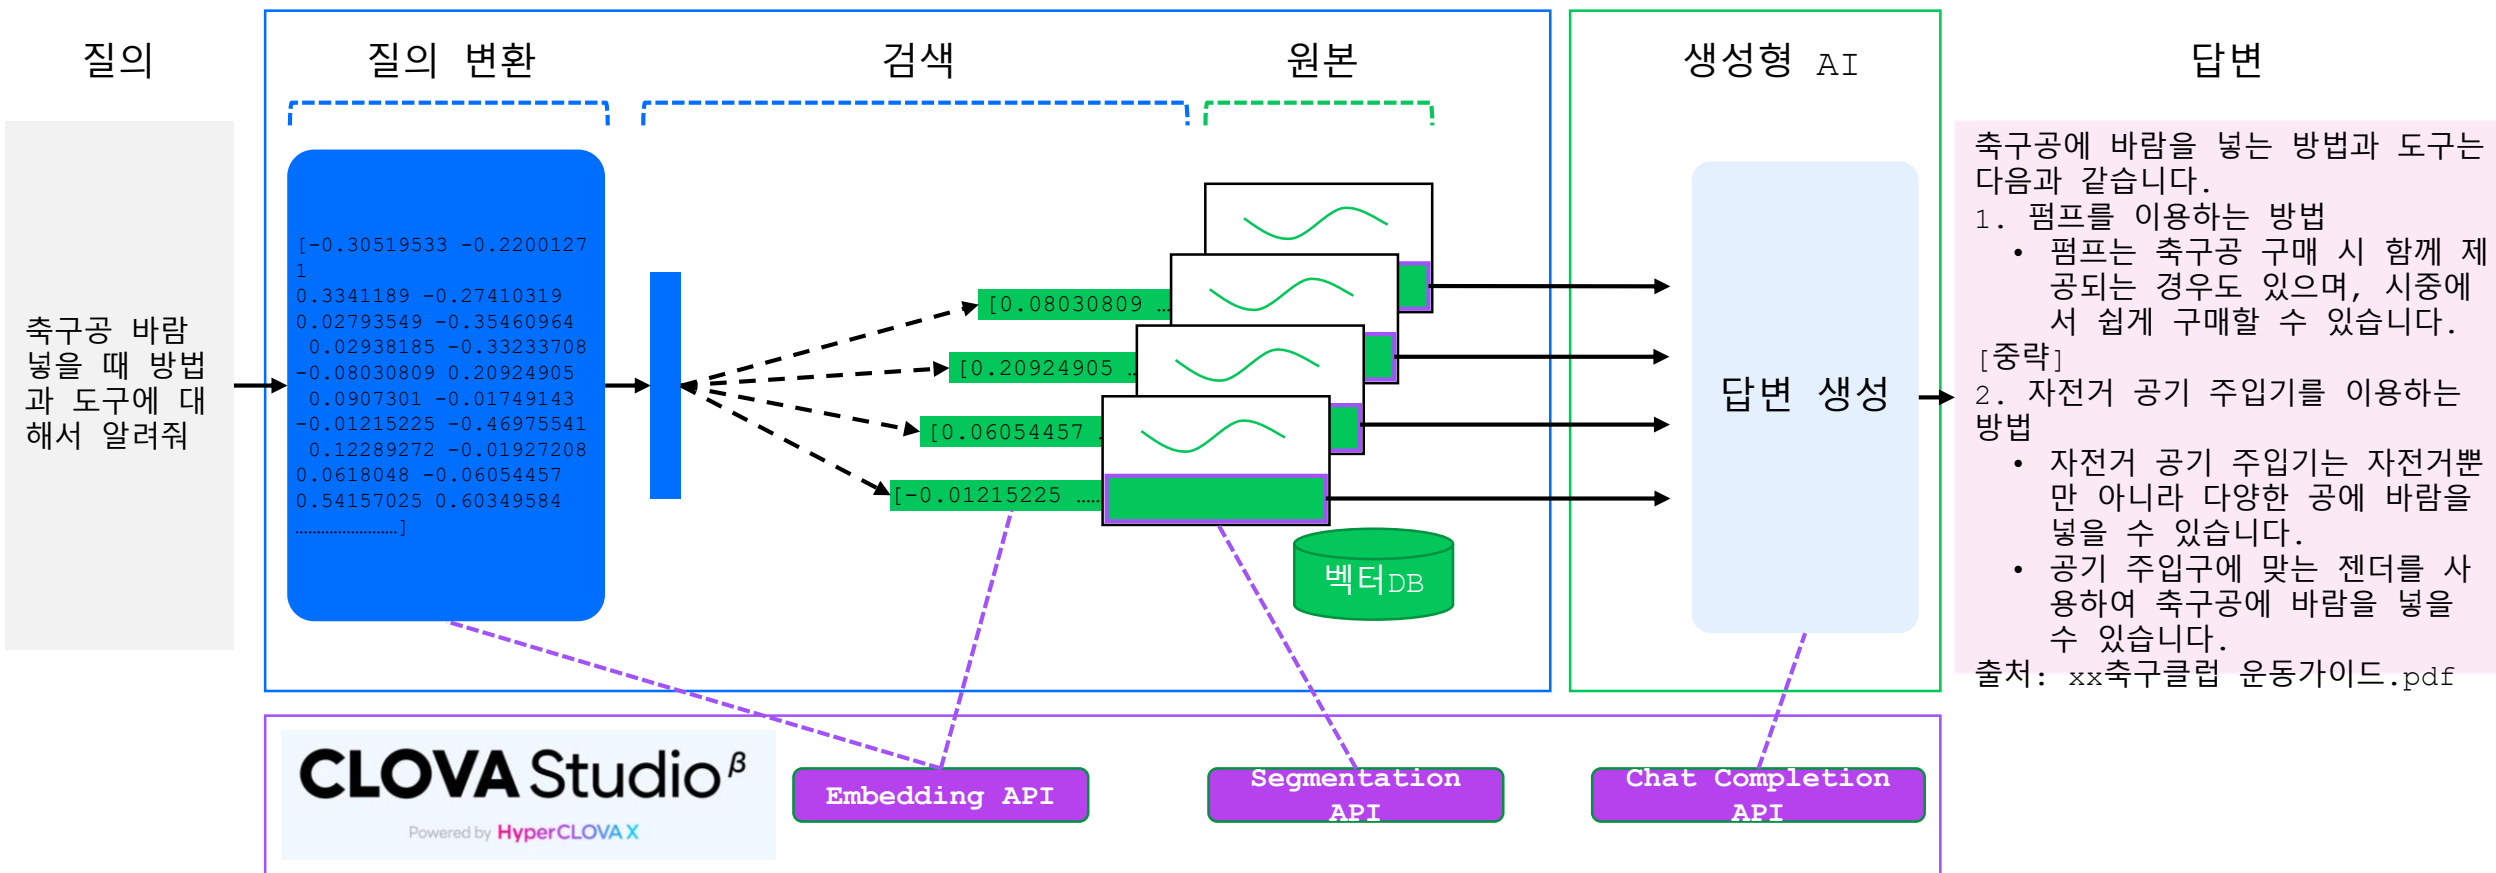 질의
질의 변환
검색
원본
생성형 AI
답변
축구공 바람
넣을 때 방법
과 도구에 대
해서 알려줘
[-0.30519533 -0.2200127
1
0.3341189 -0.27410319
0.02793549 -0.35460964
0.02938185 -0.33233708
-0.08030809 0.20924905
0.0907301 -0.01749143
-0.01215225 -0.46975541
0.12289272 -0.01927208
0.0618048 -0.06054457
0.54157025 0.60349584
……………………]
[0.08030809 …
[0.20924905 …
[0.06054457 …
[-0.01215225 ……
벡터DB
답변 생성
축구공에 바람을 넣는 방법과 도구는
다음과 같습니다.
1. 펌프를 이용하는 방법
• 펌프는 축구공 구매 시 함께 제
공되는 경우도 있으며, 시중에
서 쉽게 구매할 수 있습니다.
[중략]
2. 자전거 공기 주입기를 이용하는
방법
• 자전거 공기 주입기는 자전거뿐
만 아니라 다양한 공에 바람을
넣을 수 있습니다.
• 공기 주입구에 맞는 젠더를 사
용하여 축구공에 바람을 넣을
수 있습니다.
출처: xx축구클럽 운동가이드.pdf
CLOVA Studio β
Powered by HyperCLOVA X
Embedding API
Segmentation
API
Chat Completion
API